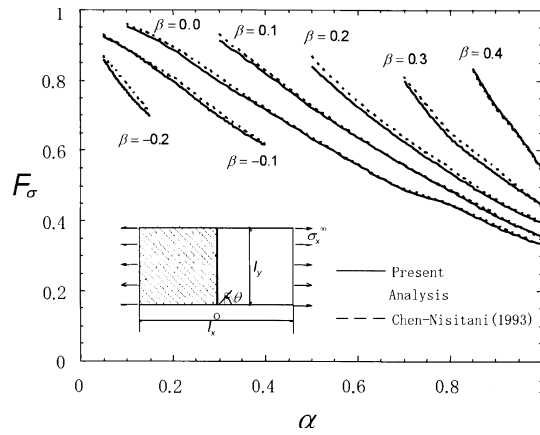 1
0.8
0.6
0.4
0.2
0
Fσ
β=0.0
β=0.1
β=0.2
β=0.3
β=0.4
β=−0.2
β=−0.1
σx∞
ly
θ
O
lx
Present
Analysis
Chen-Nisitani(1993)
0 0.2 0.4 0.6 0.8 1
α